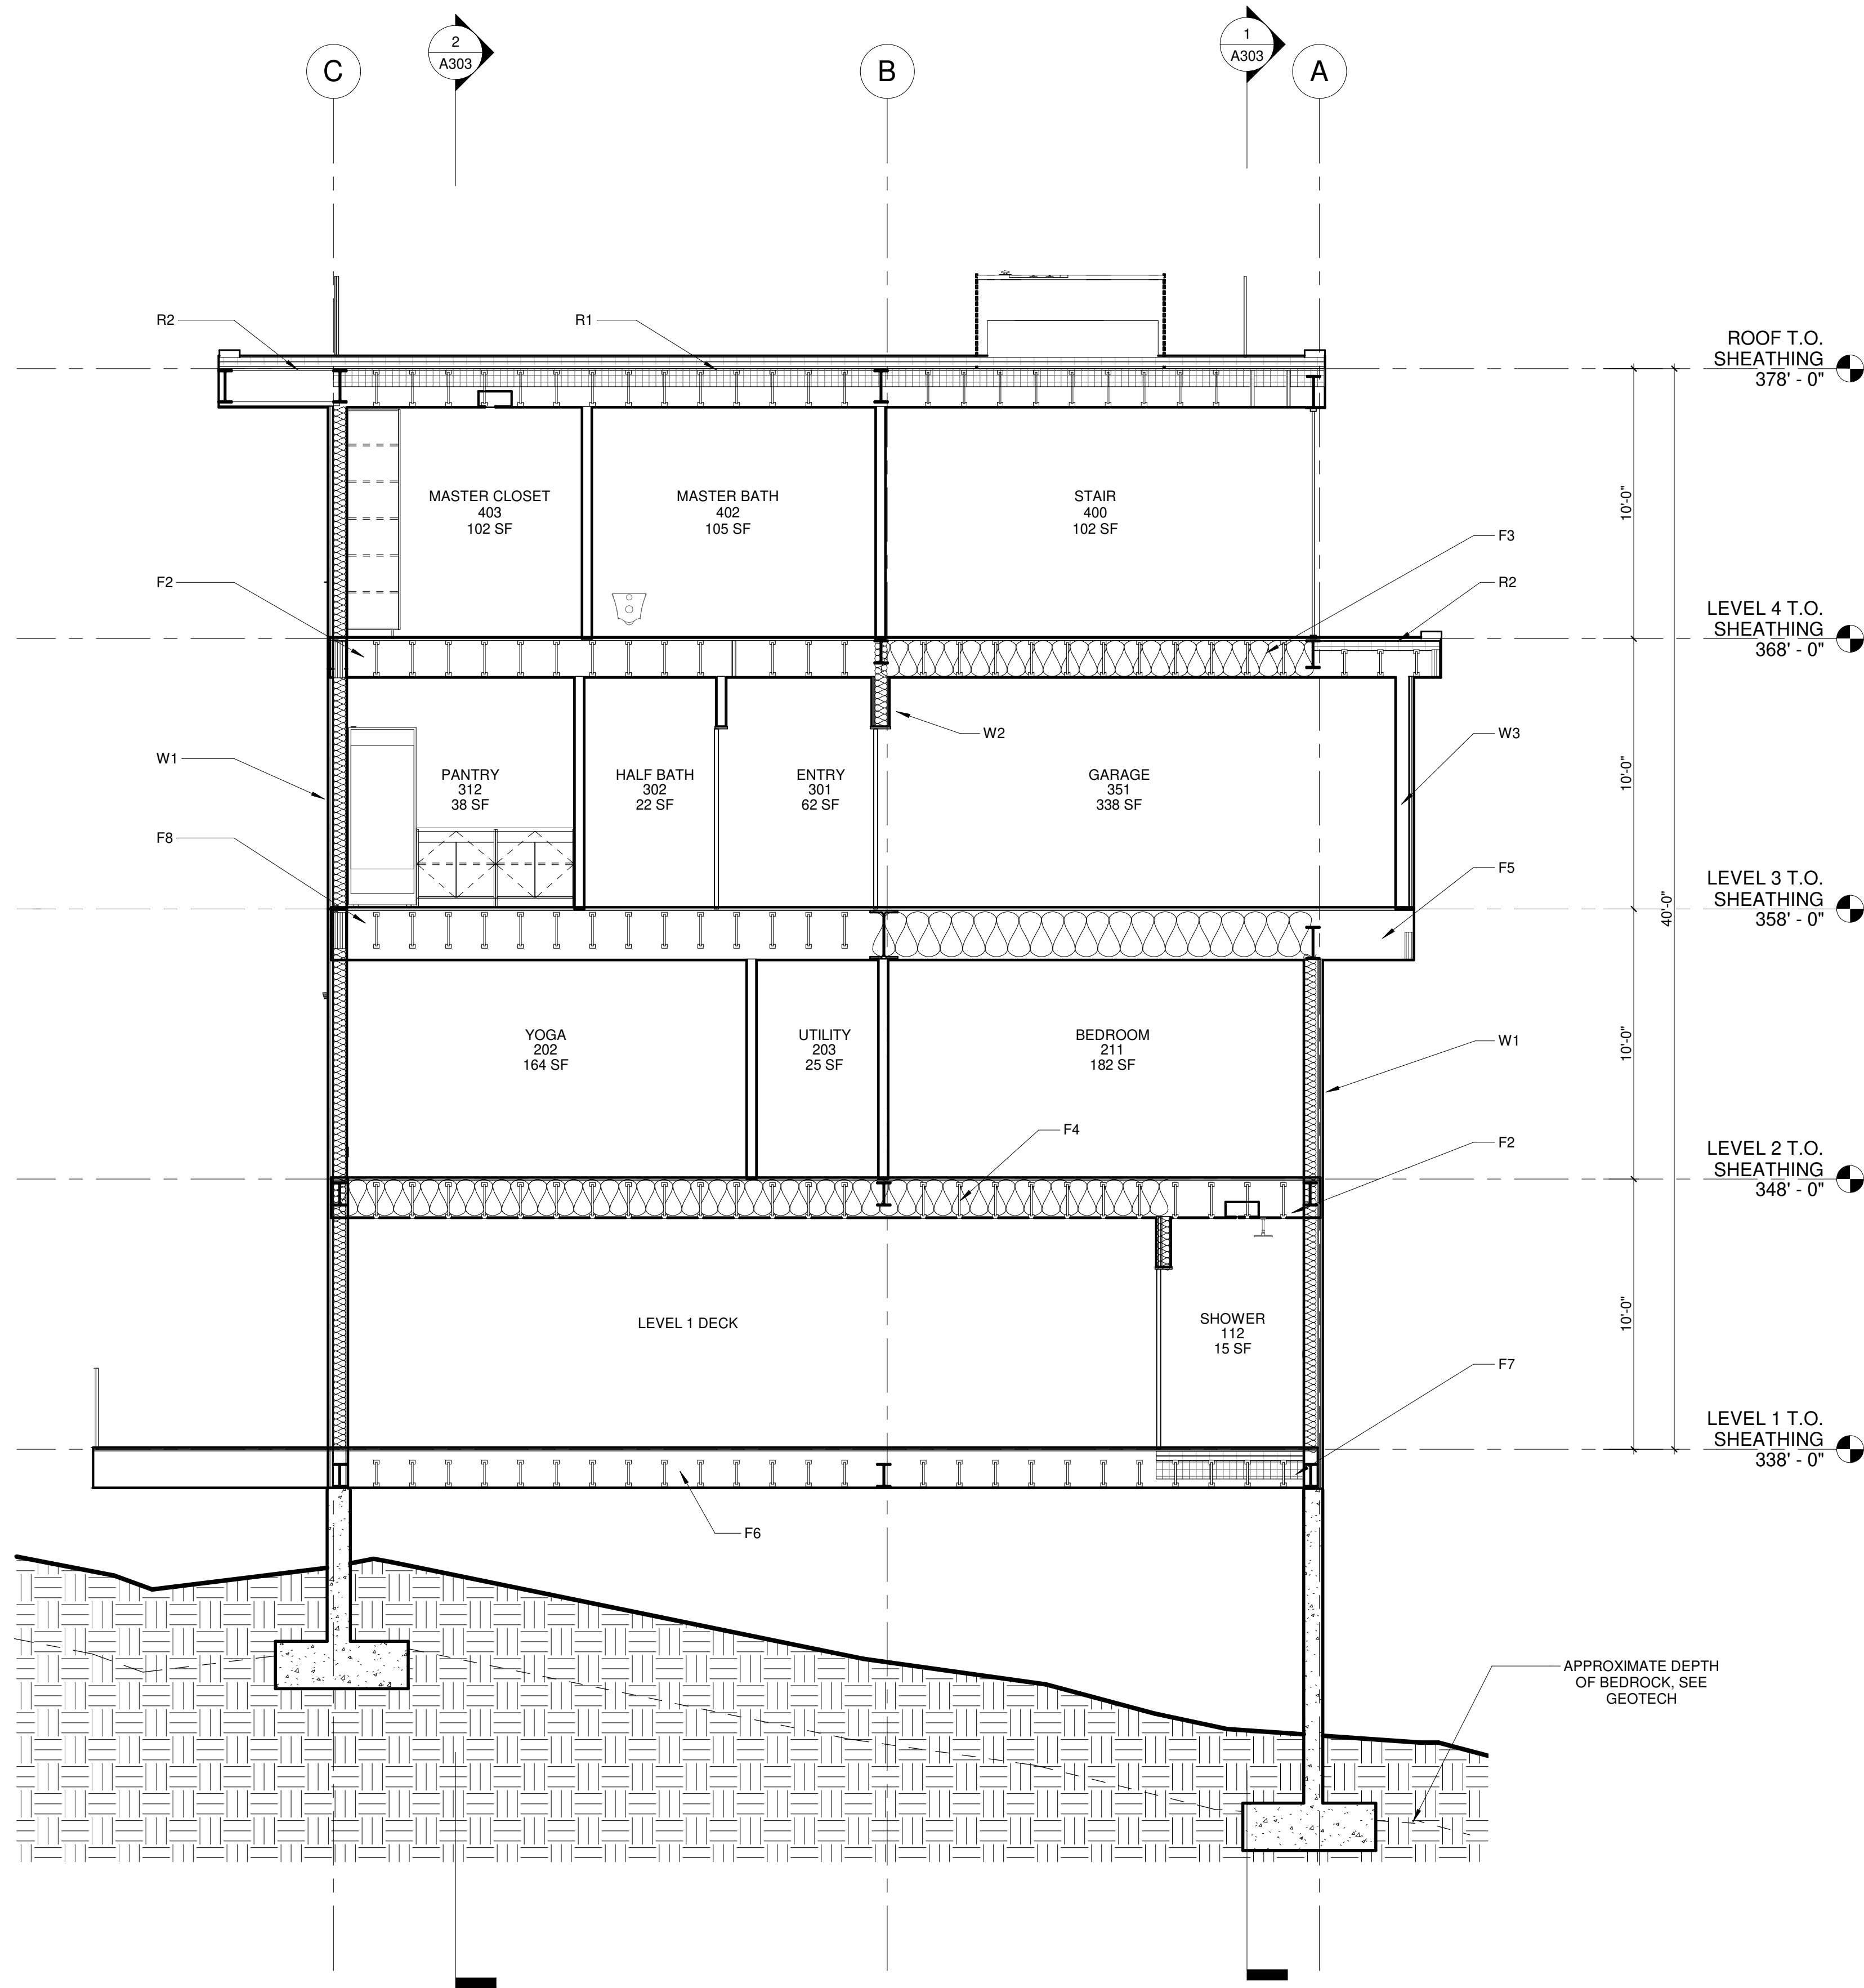 2
A303
1
A303
C
B
A
R2
R1
ROOF T.O.
SHEATHING
378' - 0"
MASTER CLOSET
403
102 SF
MASTER BATH
402
105 SF
STAIR
400
102 SF
10'-0"
F3
F2
R2
LEVEL 4 T.O.
SHEATHING
368' - 0"
W1
W2
W3
PANTRY
312
38 SF
HALF BATH
302
22 SF
ENTRY
301
62 SF
GARAGE
351
338 SF
10'-0"
F8
F5
LEVEL 3 T.O.
SHEATHING
358' - 0"
40'-0"
YOGA
202
164 SF
UTILITY
203
25 SF
BEDROOM
211
182 SF
W1
10'-0"
F4
F2
LEVEL 2 T.O.
SHEATHING
348' - 0"
LEVEL 1 DECK
SHOWER
112
15 SF
10'-0"
F7
LEVEL 1 T.O.
SHEATHING
338' - 0"
F6
APPROXIMATE DEPTH
OF BEDROCK, SEE
GEOTECH